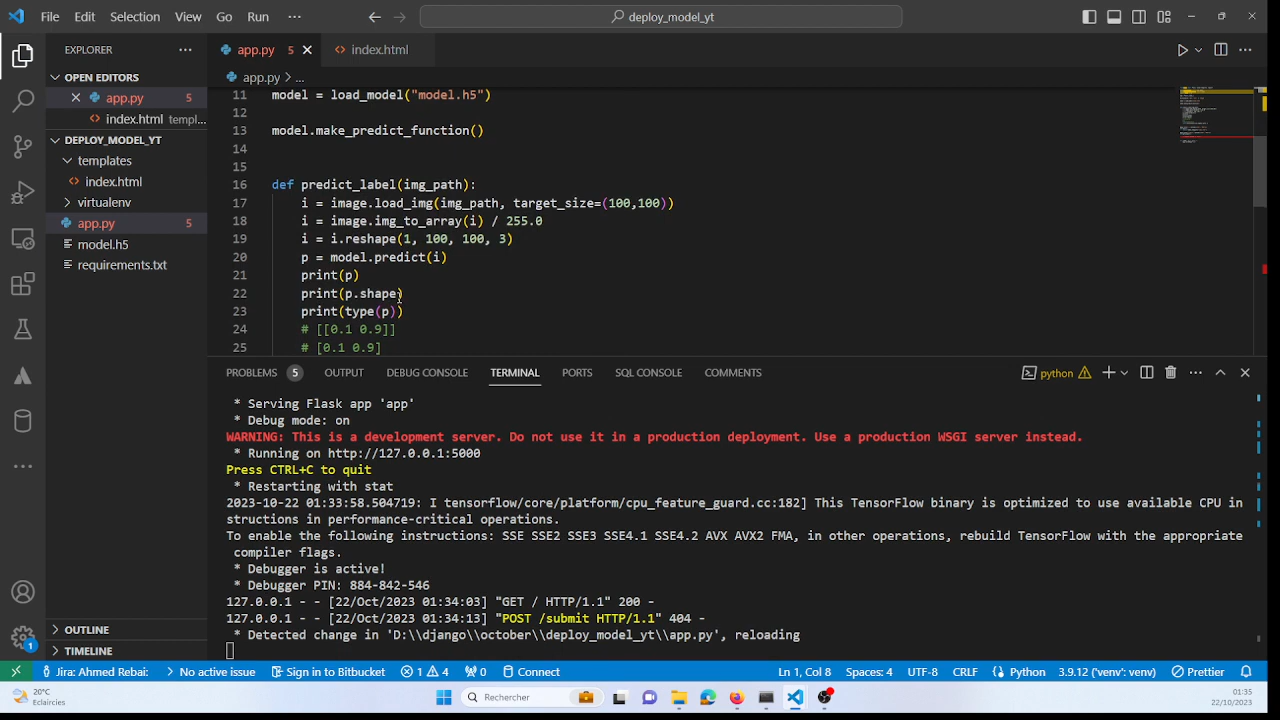 File Edit Selection View Go Run ··· deploy_model_yt
EXPLORER
app.py 5
index.html
OPEN EDITORS
app.py 5
index.html templ...
DEPLOY_MODEL_YT
templates
index.html
virtualenv
app.py 5
model.h5
requirements.txt
OUTLINE
TIMELINE
app.py > ...
11 model = load_model("model.h5")
12
13 model.make_predict_function()
14
15
16 def predict_label(img_path):
17 i = image.load_img(img_path, target_size=(100,100))
18 i = image.img_to_array(i) / 255.0
19 i = i.reshape(1, 100, 100, 3)
20 p = model.predict(i)
21 print(p)
22 print(p.shape)
23 print(type(p))
24 # [[0.1 0.9]]
25 # [0.1 0.9]
PROBLEMS 5 OUTPUT DEBUG CONSOLE TERMINAL PORTS SQL CONSOLE COMMENTS python
* Serving Flask app 'app'
* Debug mode: on
WARNING: This is a development server. Do not use it in a production deployment. Use a production WSGI server instead.
* Running on http://127.0.0.1:5000
Press CTRL+C to quit
* Restarting with stat
2023-10-22 01:33:58.504719: I tensorflow/core/platform/cpu_feature_guard.cc:182] This TensorFlow binary is optimized to use available CPU in
structions in performance-critical operations.
To enable the following instructions: SSE SSE2 SSE3 SSE4.1 SSE4.2 AVX AVX2 FMA, in other operations, rebuild TensorFlow with the appropriate
compiler flags.
* Debugger is active!
* Debugger PIN: 884-842-546
127.0.0.1 - - [22/Oct/2023 01:34:03] "GET / HTTP/1.1" 200 -
127.0.0.1 - - [22/Oct/2023 01:34:13] "POST /submit HTTP/1.1" 404 -
* Detected change in 'D:\\django\\october\\deploy_model_yt\\app.py', reloading
1
Jira: Ahmed Rebai: No active issue Sign in to Bitbucket 1 4 0 Connect Ln 1, Col 8 Spaces: 4 UTF-8 CRLF Python 3.9.12 ('venv': venv) Prettier
20°C
Eclaircies
Rechercher
01:35
22/10/2023